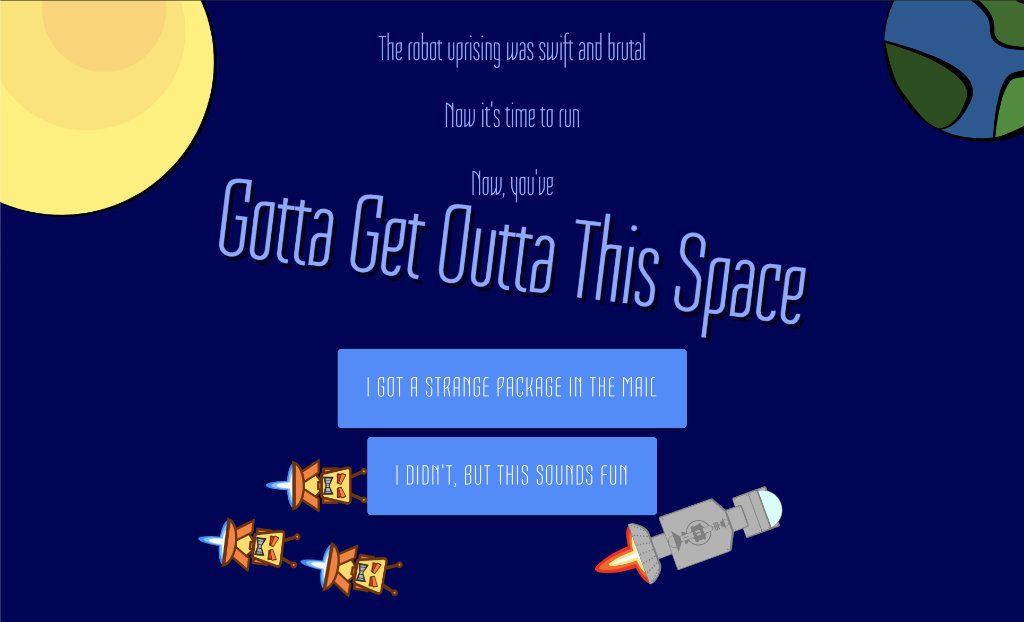 The robot uprising was swift and brutal
Now it's time to run
Now, you've
Gotta Get Outta This Space
I GOT A STRANGE PACKAGE IN THE MAIL
I DIDN'T, BUT THIS SOUNDS FUN